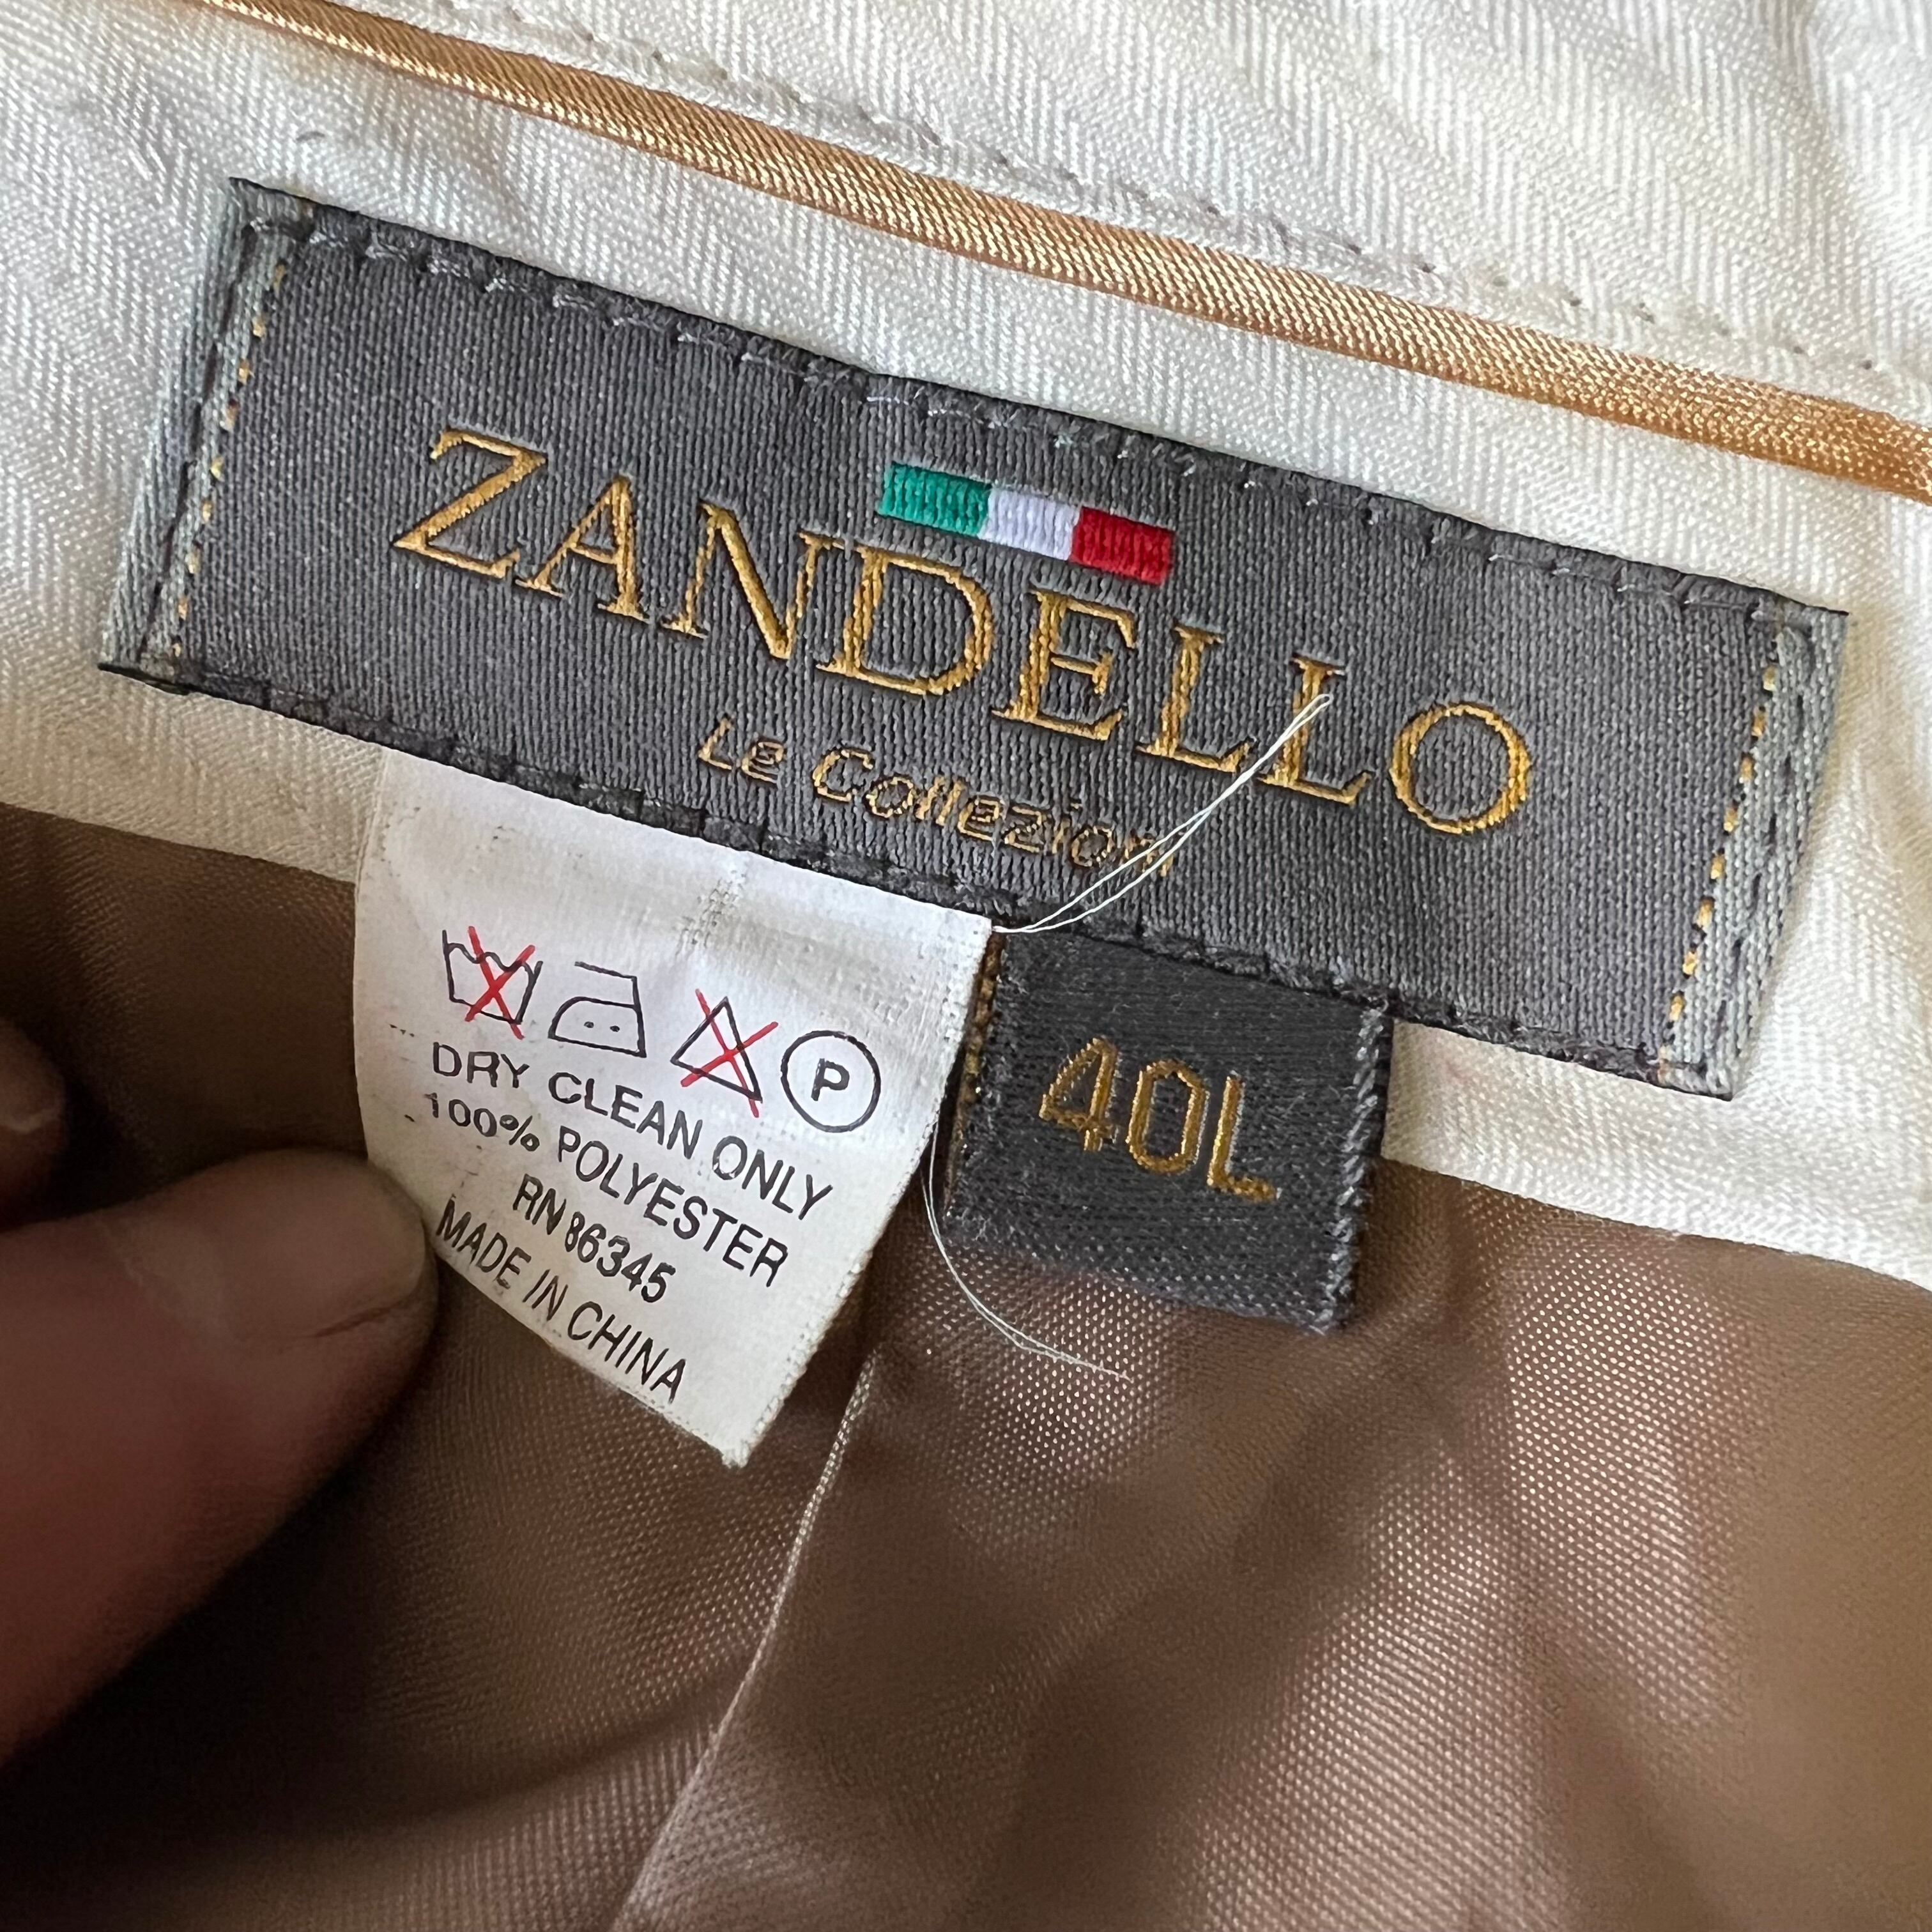 ZANDELLO
Le Collezioni
P
DRY CLEAN ONLY
100% POLYESTER
RN 86345
MADE IN CHINA
40L